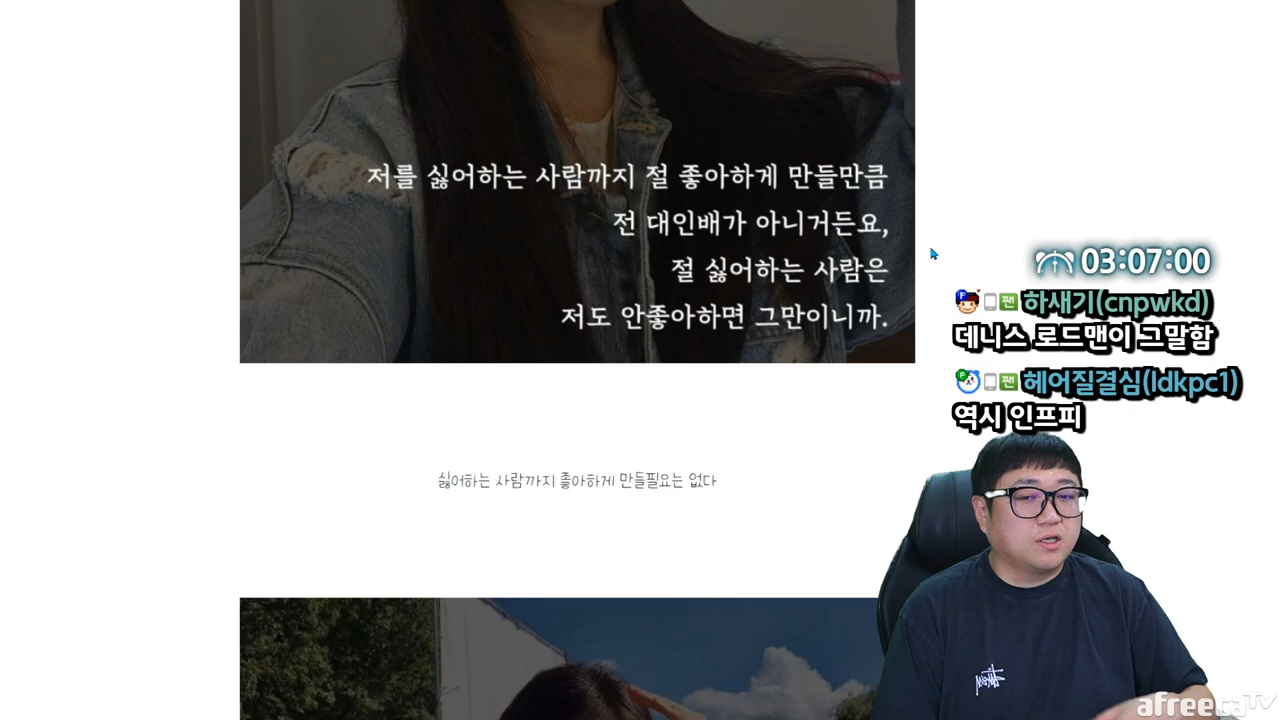 저를 싫어하는 사람까지 절 좋아하게 만들만큼
전 대인배가 아니거든요,
절 싫어하는 사람은
저도 안좋아하면 그만이니까.
싫어하는 사람까지 좋아하게 만들필요는 없다
03:07:00
F 팬 하새기(cnpwkd)
데니스 로드맨이 그말함
F 팬 헤어질결심(ldkpc1)
역시 인프피
afreecaTV